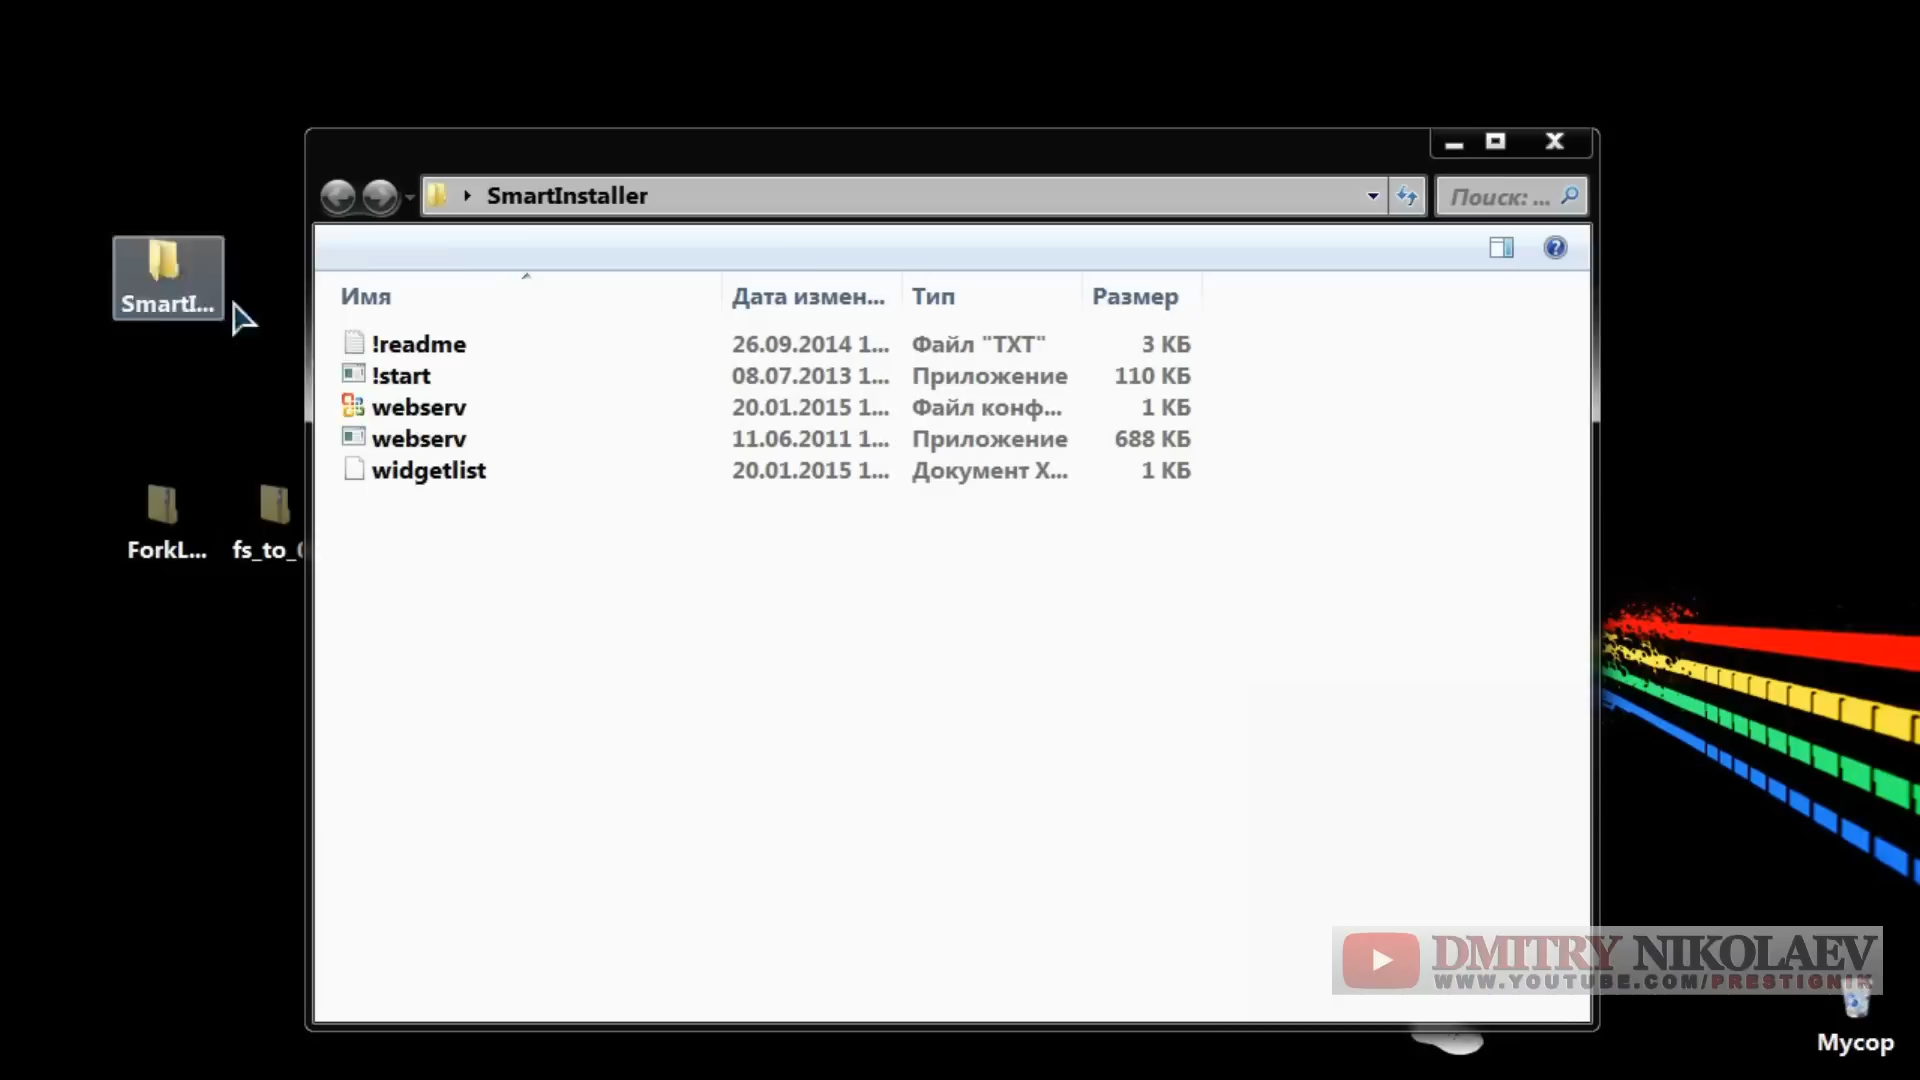 SmartInstaller
Поиск: ...
SmartI...
Имя
Дата измен...
Тип
Размер
!readme
26.09.2014 1...
Файл "TXT"
3 КБ
!start
08.07.2013 1...
Приложение
110 КБ
webserv
20.01.2015 1...
Файл конф...
1 КБ
webserv
11.06.2011 1...
Приложение
688 КБ
widgetlist
20.01.2015 1...
Документ X...
1 КБ
ForkL...
fs_to_
DMITRY NIKOLAEV
WWW.YOUTUBE.COM/PRESTIGNIK
Мусор